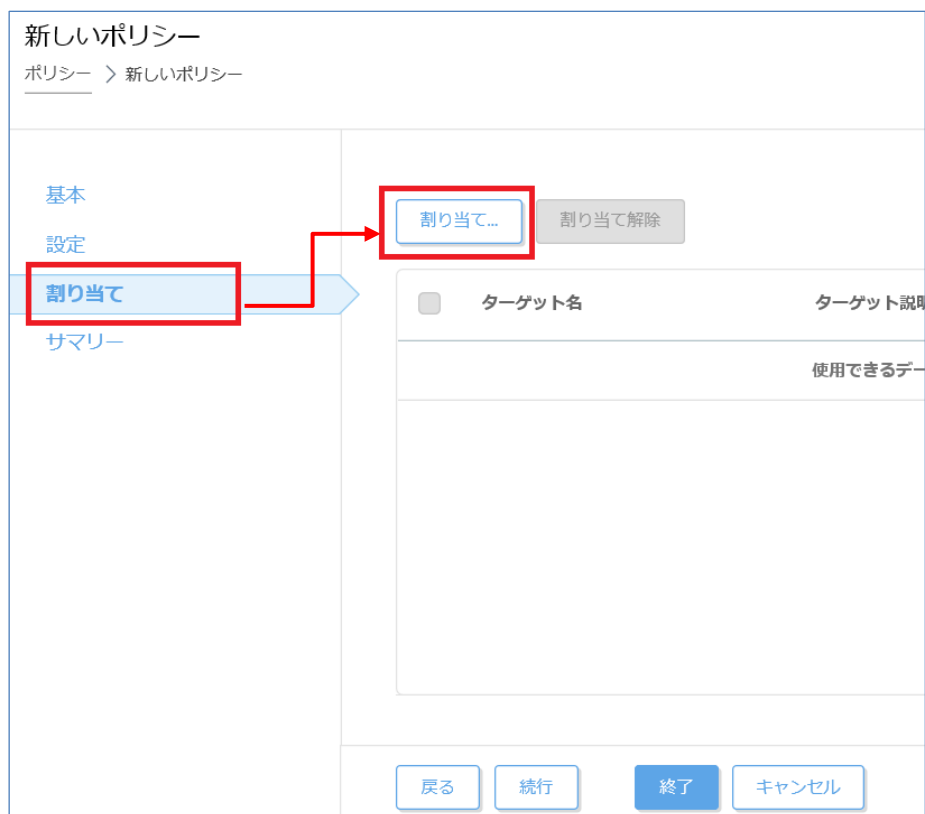 新しいポリシー
ポリシー > 新しいポリシー
基本
設定
割り当て
サマリー
割り当て... 割り当て解除
ターゲット名 ターゲット説明
使用できるデー
戻る 続行 終了 キャンセル